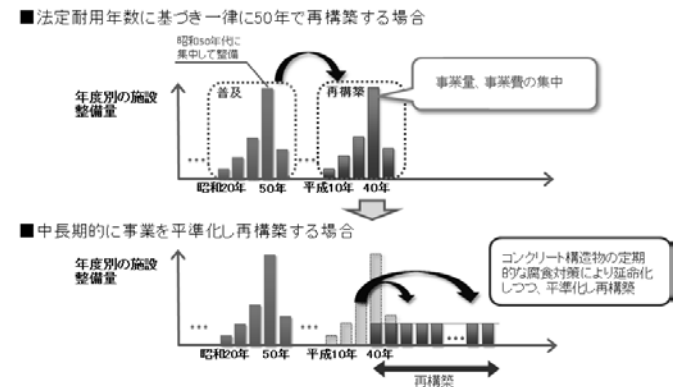 ■法定耐用年数に基づき一律に50年で再構築する場合
昭和50年代に
集中して整備
年度別の施設
整備量
普及
再構築
事業量、事業費の集中
•••
•••
昭和20年
50年
平成10年
40年
■中長期的に事業を平準化し再構築する場合
年度別の施設
整備量
コンクリート構造物の定期
的な腐食対策により延命化
しつつ、平準化し再構築
•••
•••
•••
昭和20年
50年
平成10年
40年
再構築